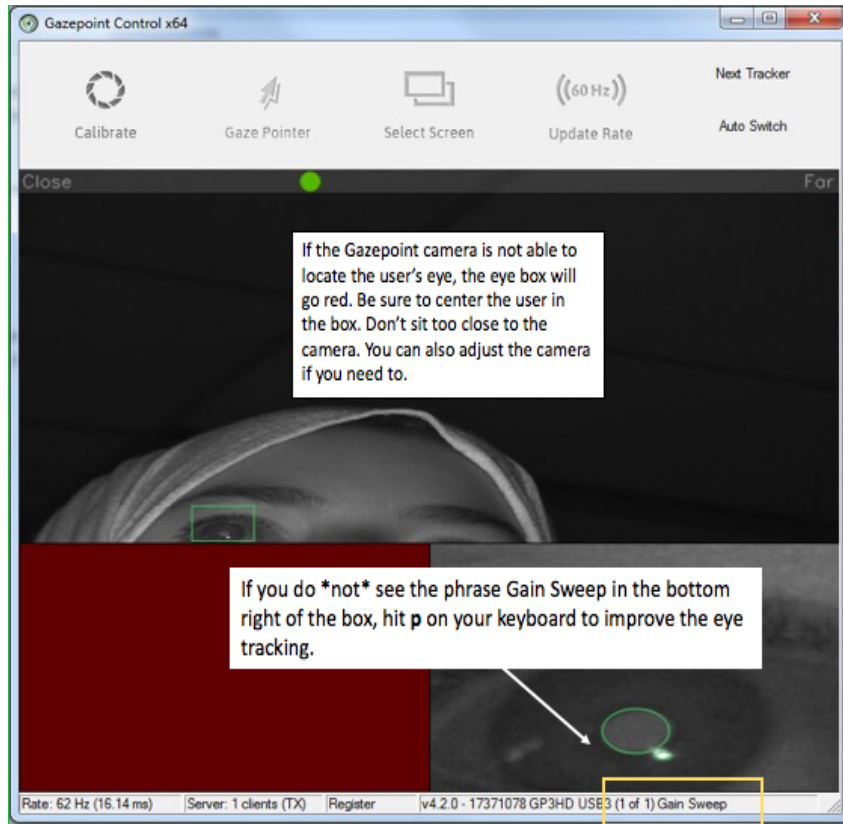 Gazepoint Control x64
Next Tracker
((60 Hz))
Auto Switch
Calibrate Gaze Pointer Select Screen Update Rate
Close Far
If the Gazepoint camera is not able to
locate the user's eye, the eye box will
go red. Be sure to center the user in
the box. Don't sit too close to the
camera. You can also adjust the camera
if you need to.
If you do *not* see the phrase Gain Sweep in the bottom
right of the box, hit p on your keyboard to improve the eye
tracking.
Rate: 62 Hz (16.14 ms) Server: 1 clients (TX) Register v4.2.0 - 17371078 GP3HD USB3 (1 of 1) Gain Sweep